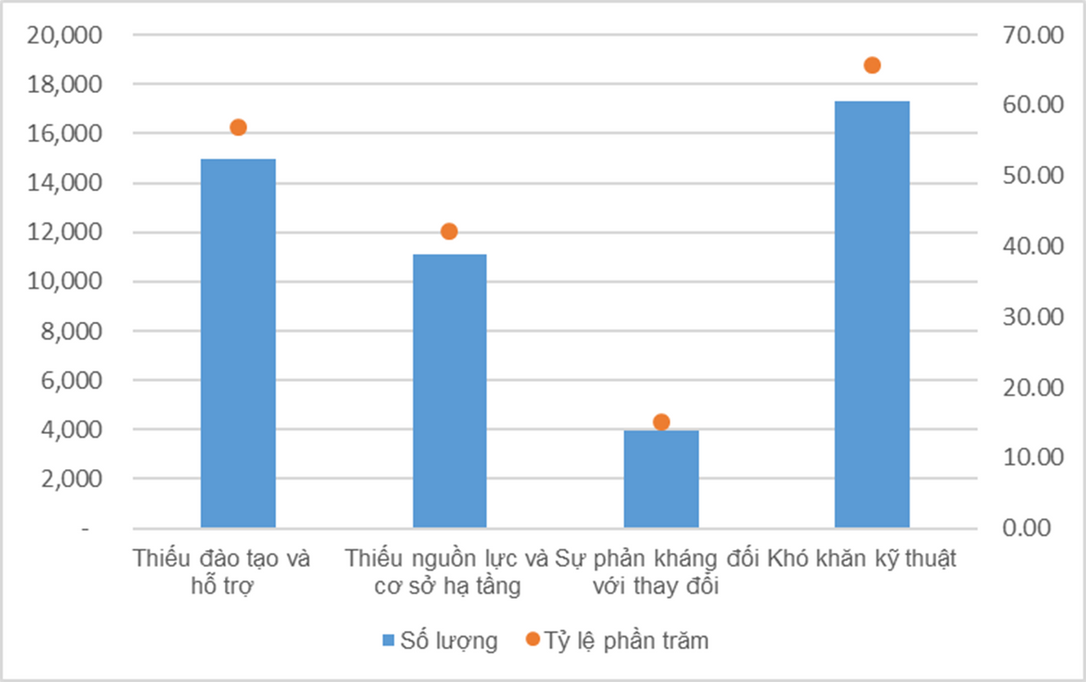 20,000
18,000
16,000
14,000
12,000
10,000
8,000
6,000
4,000
2,000
-
70.00
60.00
50.00
40.00
30.00
20.00
10.00
0.00
Thiếu đào tạo và
hỗ trợ
Thiếu nguồn lực và
cơ sở hạ tầng
Sự phản kháng đối
với thay đổi
Khó khăn kỹ thuật
Số lượng
Tỷ lệ phần trăm